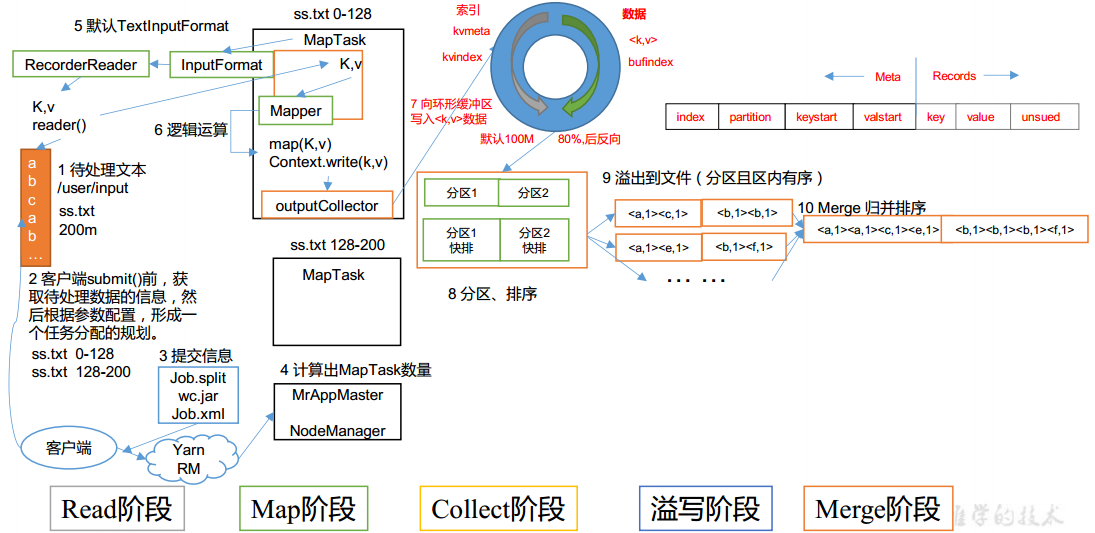 5 默认TextInputFormat
RecorderReader
InputFormat
K,v
reader()
ss.txt 0-128
MapTask
K,v
Mapper
6 逻辑运算
map(K,v)
Context.write(k,v)
outputCollector
a
b
c
a
b
...
1 待处理文本
/user/input
ss.txt
200m
2 客户端submit()前，获
取待处理数据的信息，然
后根据参数配置，形成一
个任务分配的规划。
ss.txt 0-128
ss.txt 128-200
3 提交信息
Job.split
wc.jar
Job.xml
客户端
Yarn
RM
ss.txt 128-200
MapTask
4 计算出MapTask数量
MrAppMaster
NodeManager
索引
kvmeta
kvindex
数据
<k,v>
bufindex
7 向环形缓冲区
写入<k,v>数据
默认100M
80%,后反向
Meta
Records
index partition keystart valstart key value unsued
分区1 分区2
分区1
快排
分区2
快排
8 分区、排序
9 溢出到文件（分区且区内有序）
<a,1><c,1> <b,1><b,1>
<a,1><e,1> <b,1><f,1>
... ...
10 Merge 归并排序
<a,1><a,1><c,1><e,1> <b,1><b,1><b,1><f,1>
Read阶段
Map阶段
Collect阶段
溢写阶段
Merge阶段
学的技术